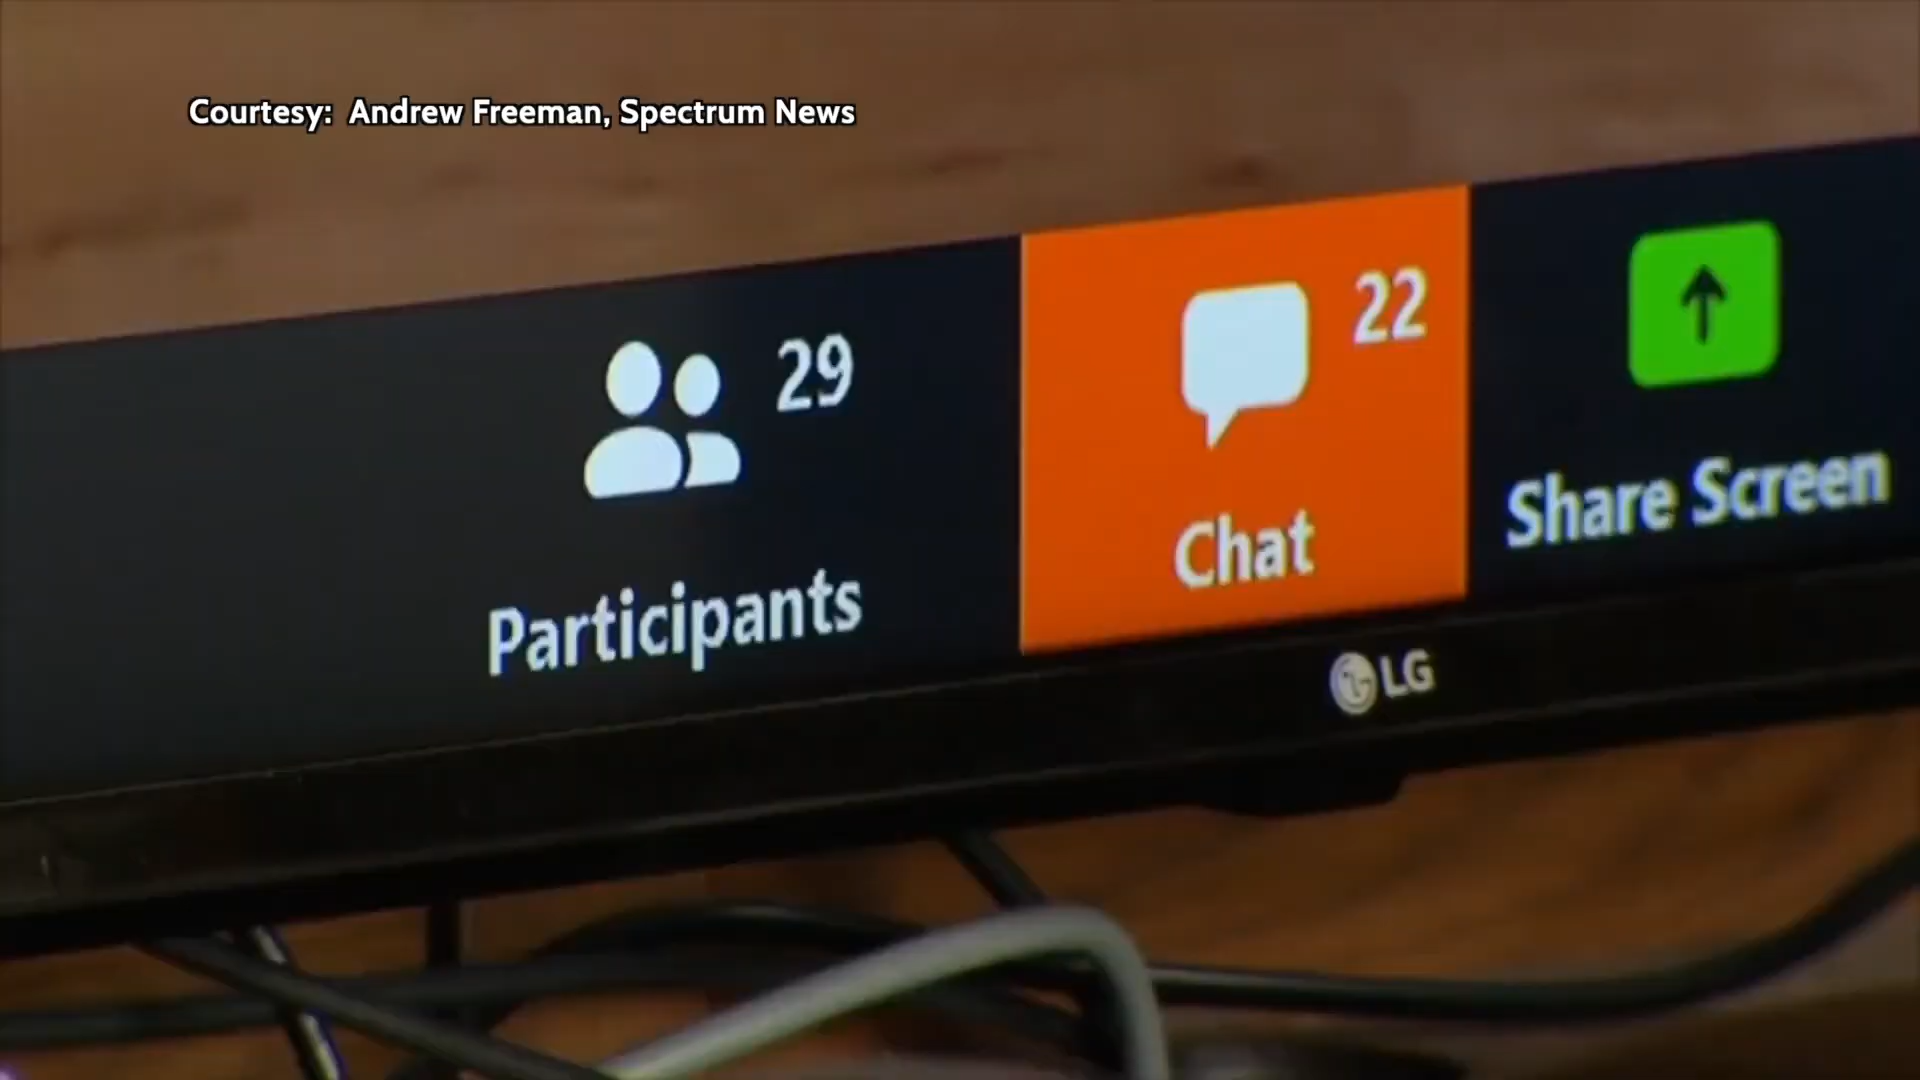 Courtesy: Andrew Freeman, Spectrum News
29
Participants
22
Chat
Share Screen
LG